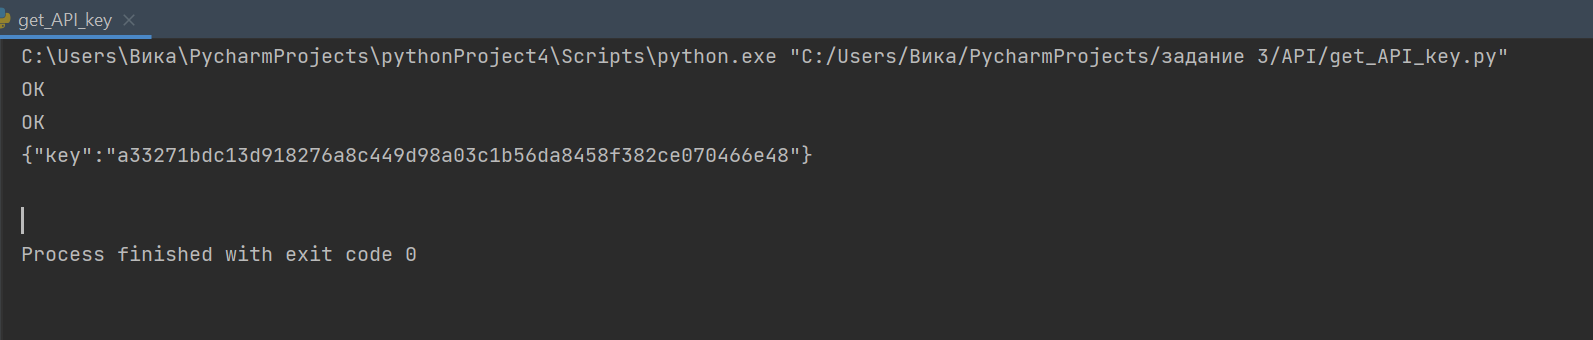 get_API_key
C:\Users\Вика\PycharmProjects\pythonProject4\Scripts\python.exe "C:/Users/Вика/PycharmProjects/задание 3/API/get_API_key.py"
OK
OK
{"key":"a33271bdc13d918276a8c449d98a03c1b56da8458f382ce070466e48"}
Process finished with exit code 0